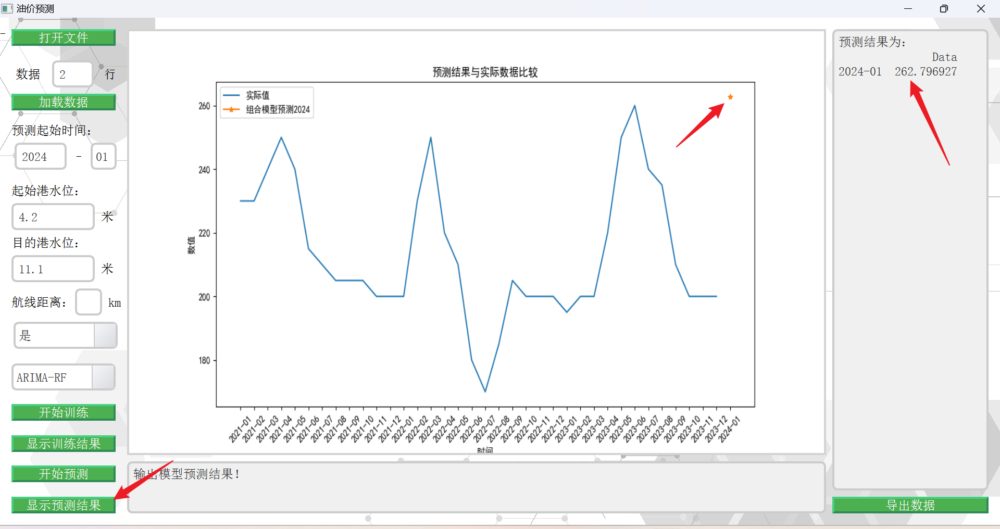 油价预测
打开文件
数据 2 行
加载数据
预测起始时间：
2024 - 01
起始港水位：
4.2 米
目的港水位：
11.1 米
航线距离： km
是
ARIMA-RF
开始训练
显示训练结果
开始预测
显示预测结果
预测结果与实际数据比较
实际值
组合模型预测2024
260
240
220
200
180
数值
2021-01
2021-02
2021-03
2021-04
2021-05
2021-06
2021-07
2021-08
2021-09
2021-10
2021-11
2021-12
2022-01
2022-02
2022-03
2022-04
2022-05
2022-06
2022-07
2022-08
2022-09
2022-10
2022-11
2022-12
2023-01
2023-02
2023-03
2023-04
2023-05
2023-06
2023-07
2023-08
2023-09
2023-10
2023-11
2023-12
2024-01
时间
输出模型预测结果！
预测结果为：
Data
2024-01 262.796927
导出数据